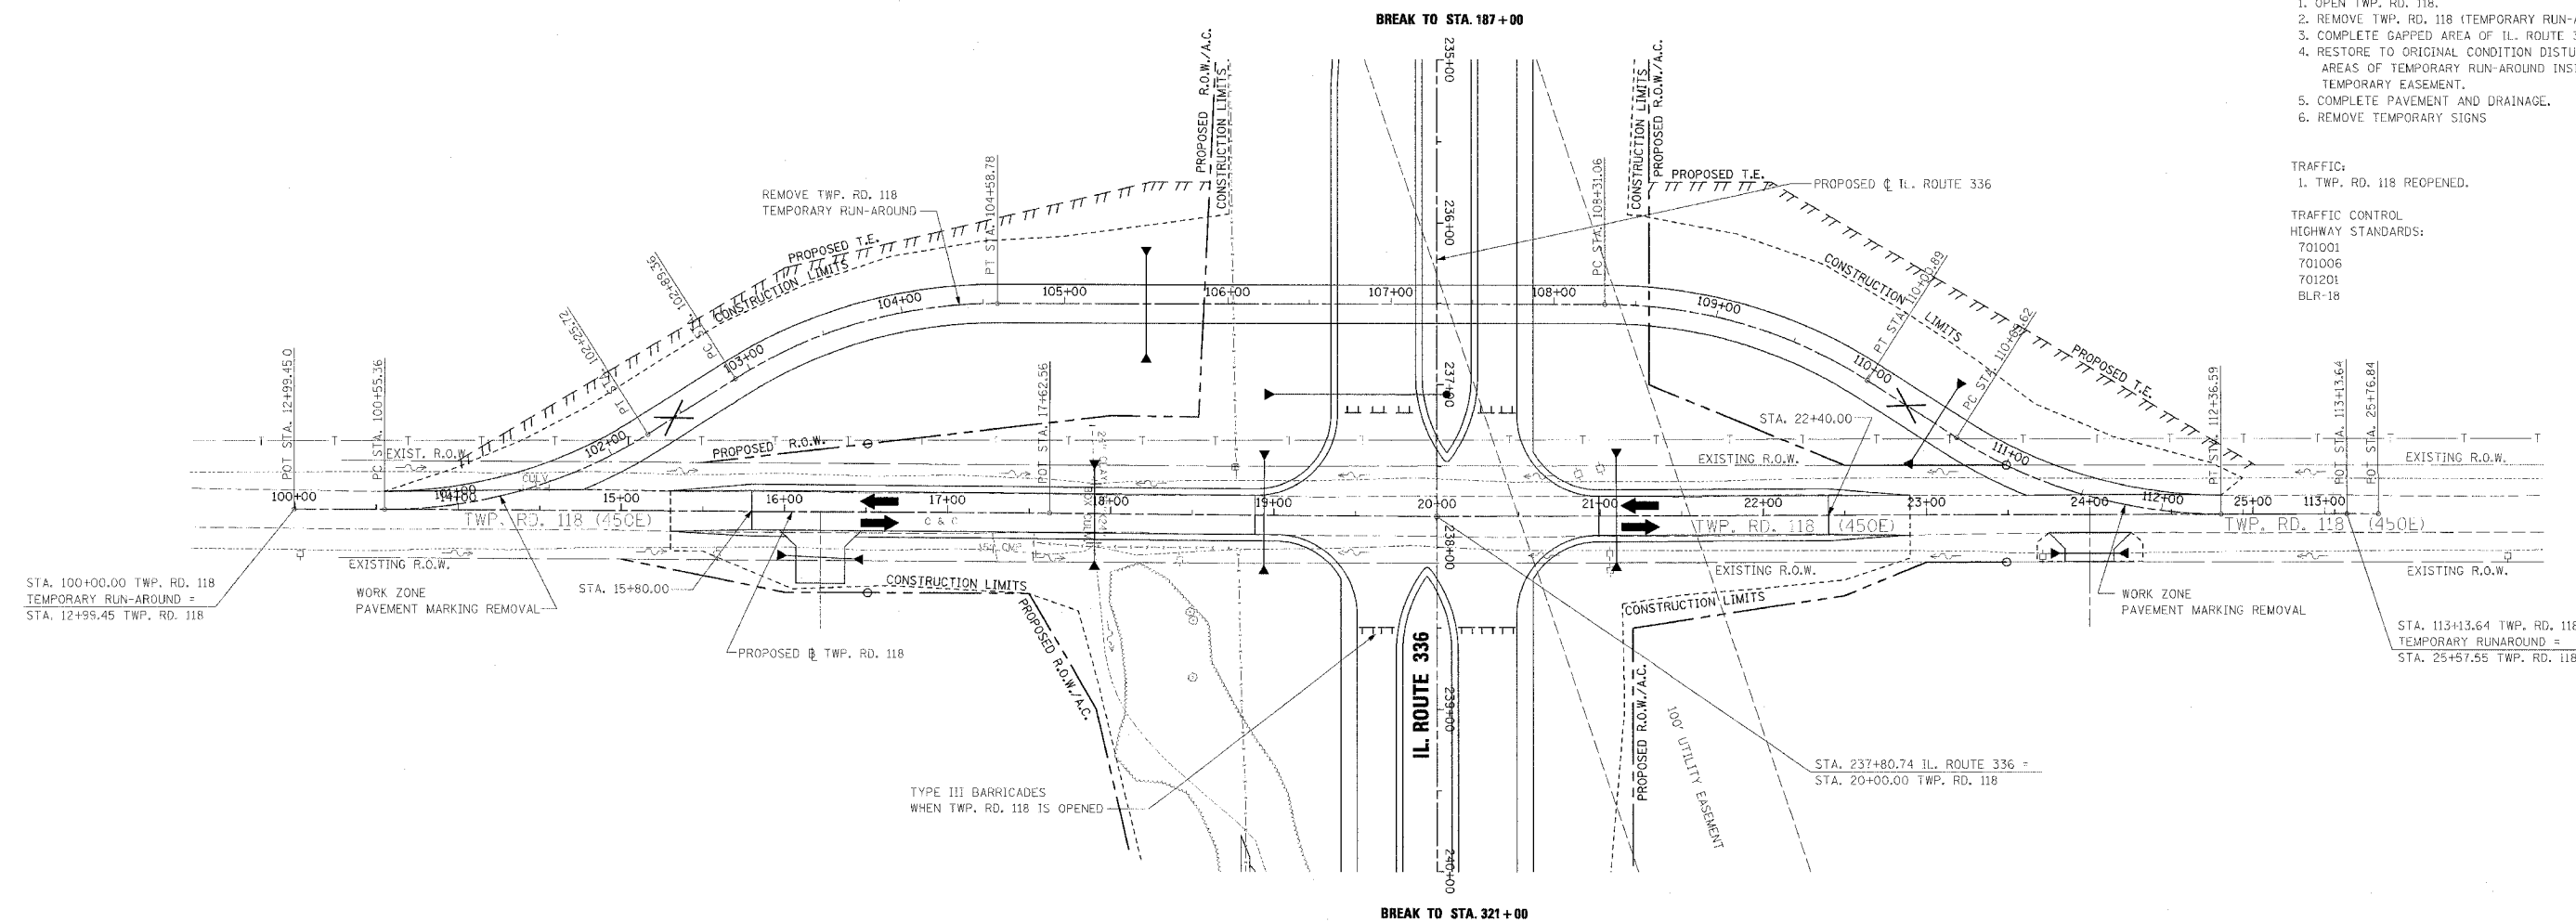 BREAK TO STA. 187+00
1. OPEN TWP. RD. 118.
2. REMOVE TWP. RD. 118 (TEMPORARY RUN-
3. COMPLETE GAPPED AREA OF IL. ROUTE
4. RESTORE TO ORIGINAL CONDITION DISTU
AREAS OF TEMPORARY RUN-AROUND INSI
TEMPORARY EASEMENT.
5. COMPLETE PAVEMENT AND DRAINAGE.
6. REMOVE TEMPORARY SIGNS
TRAFFIC:
1. TWP. RD. 118 REOPENED.
TRAFFIC CONTROL
HIGHWAY STANDARDS:
701001
701006
701201
BLR-18
PROPOSED R.O.W./A.C.
CONSTRUCTION LIMITS
235+00
CONSTRUCTION LIMITS
PROPOSED R.O.W./A.C.
PROPOSED T.E.
PROPOSED ℄ IL. ROUTE 336
REMOVE TWP. RD. 118
TEMPORARY RUN-AROUND
PT STA. 104+58.78
PC STA. 108+31.06
236+00
PROPOSED T.E.
CONSTRUCTION LIMITS
CONSTRUCTION LIMITS
PROPOSED T.E.
PC STA. 102+89.36
PT STA. 102+25.72
PT STA. 110+00.89
PC STA.
103+00
104+00
105+00
106+00
107+00
108+00
109+00
110+00
111+00
112+00
113+00
POT STA. 12+99.45.0
PC STA. 100+55.36
POT STA. 17+62.56
237+00
PT STA. 112+36.59
POT STA. 113+13.64
POT STA. 25+76.84
STA. 22+40.00
102+00
EXIST. R.O.W.
PROPOSED R.O.W.
EXISTING R.O.W.
EXISTING R.O.W.
CULV.
100+00
101+00
14+00
15+00
16+00
17+00
18+00
19+00
20+00
21+00
22+00
23+00
24+00
25+00
TWP. RD. 118 (450E)
C & G
TWP. RD. 118 (450E)
TWP. RD. 118 (450E)
238+00
EXISTING R.O.W.
EXISTING R.O.W.
EXISTING R.O.W.
STA. 100+00.00 TWP. RD. 118
TEMPORARY RUN-AROUND =
STA. 12+99.45 TWP. RD. 118
WORK ZONE
PAVEMENT MARKING REMOVAL
STA. 15+80.00
CONSTRUCTION LIMITS
PROPOSED R.O.W./A.C.
CONSTRUCTION LIMITS
WORK ZONE
PAVEMENT MARKING REMOVAL
STA. 113+13.64 TWP. RD. 118
TEMPORARY RUNAROUND =
STA. 25+57.55 TWP. RD. 118
PROPOSED ⅊ TWP. RD. 118
IL. ROUTE 336
239+00
PROPOSED R.O.W./A.C.
100' UTILITY EASEMENT
STA. 237+80.74 IL. ROUTE 336 =
STA. 20+00.00 TWP. RD. 118
TYPE III BARRICADES
WHEN TWP. RD. 118 IS OPENED
240+00
BREAK TO STA. 321+00